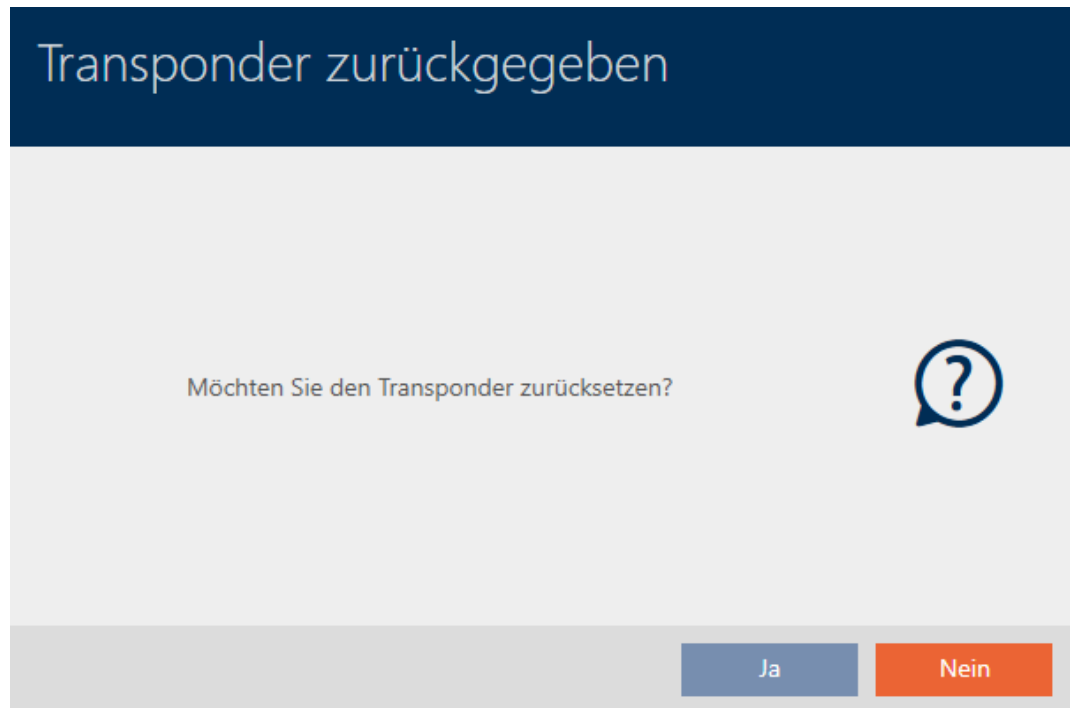 Transponder zurückgegeben
Möchten Sie den Transponder zurücksetzen?
?
Ja
Nein